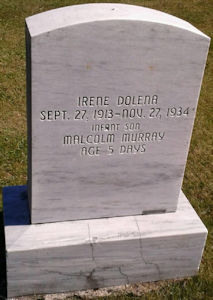 IRENE DOLENA
SEPT. 27, 1913-NOV. 27, 1934
INFANT SON
MALCOLM MURRAY
AGE 5 DAYS